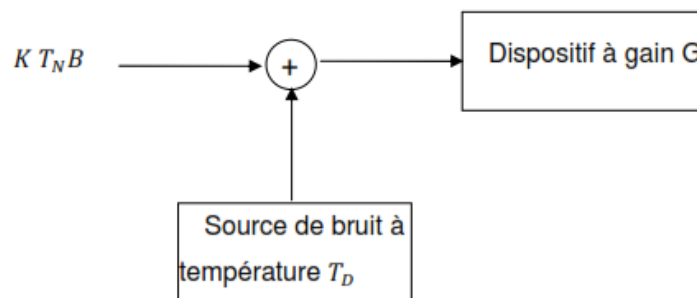 K T_N B
+
Dispositif à gain G
Source de bruit à
température T_D